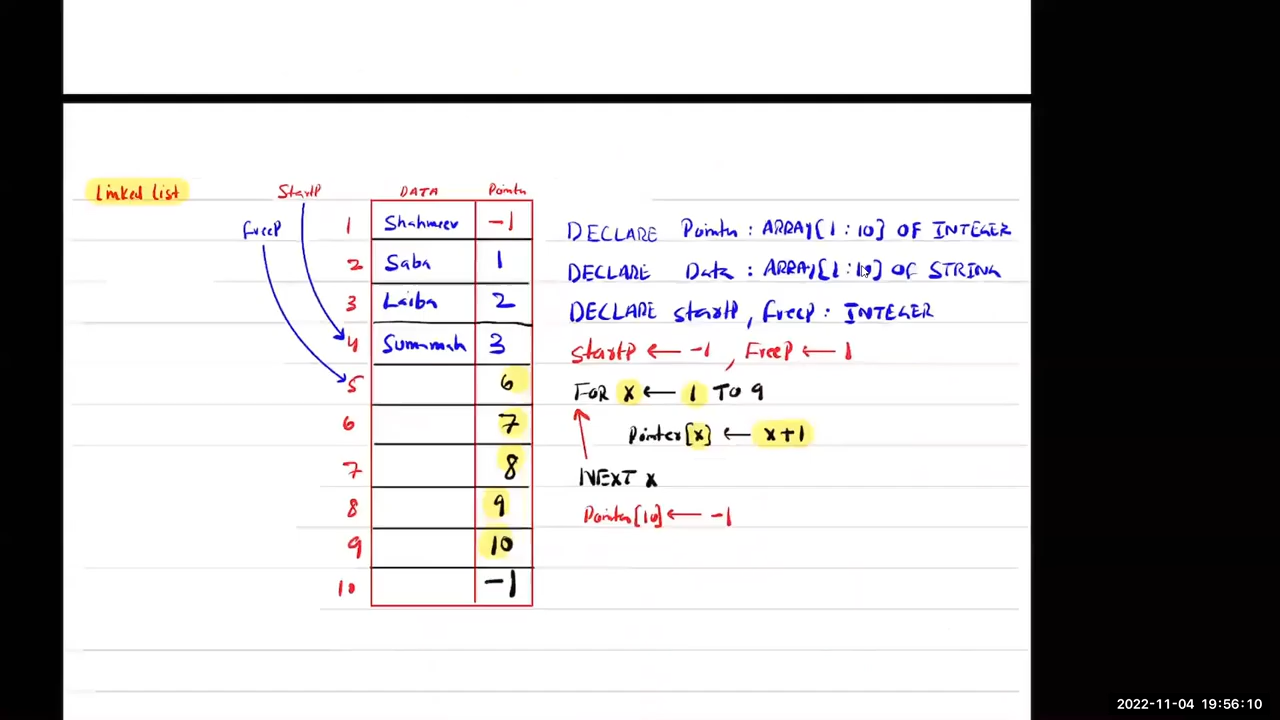 Linked List StartP DATA Pointer
FreeP 1 Shahmeer -1 DECLARE Pointer : ARRAY[1:10] OF INTEGER
2 Saba 1 DECLARE Data : ARRAY[1:10] OF STRING
3 Laiba 2 DECLARE startP, FreeP : INTEGER
4 Summmah 3 StartP ← -1, FreeP ← 1
5 6 FOR x ← 1 TO 9
6 7 Pointer[x] ← x+1
7 8 NEXT x
8 9 Pointer[10] ← -1
9 10
10 -1
2022-11-04 19:56:10